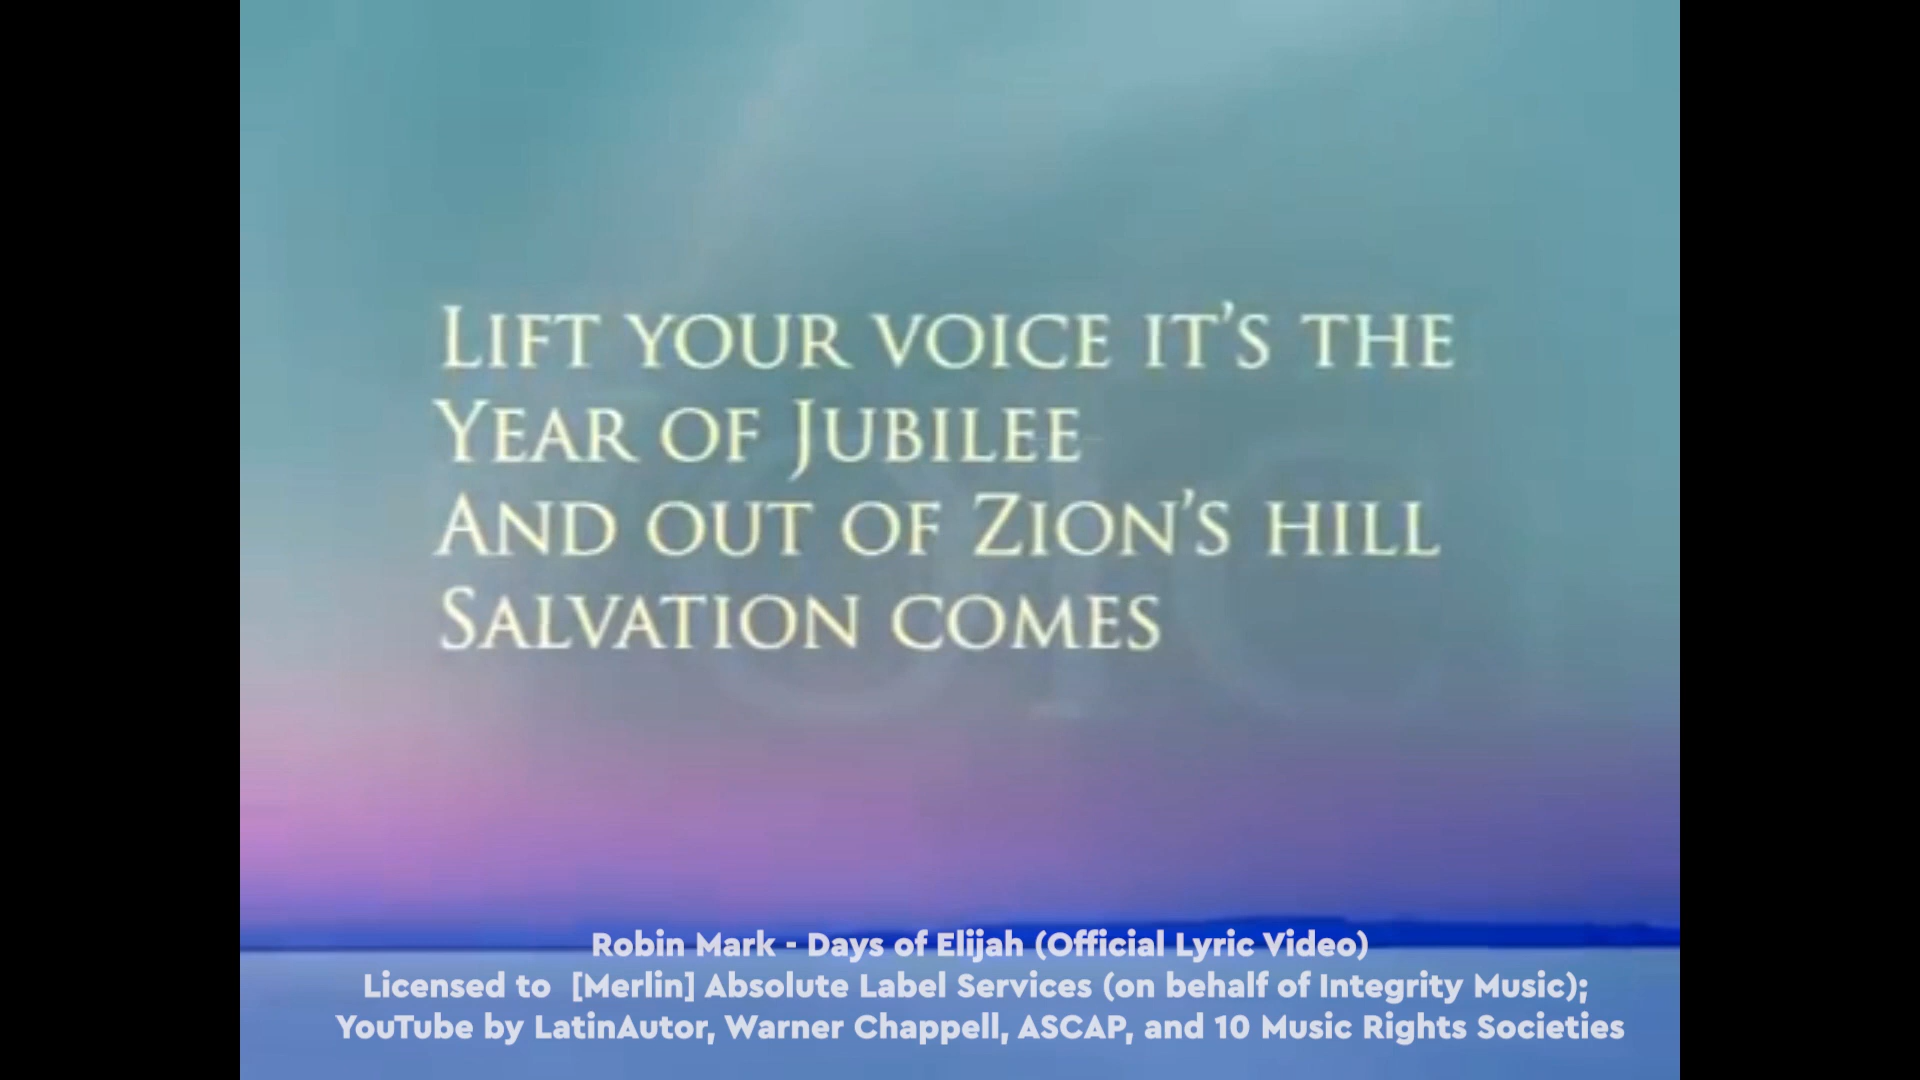 Lift your voice it's the
Year of Jubilee
And out of Zion's hill
Salvation comes
Robin Mark - Days of Elijah (Official Lyric Video)
Licensed to [Merlin] Absolute Label Services (on behalf of Integrity Music);
YouTube by LatinAutor, Warner Chappell, ASCAP, and 10 Music Rights Societies